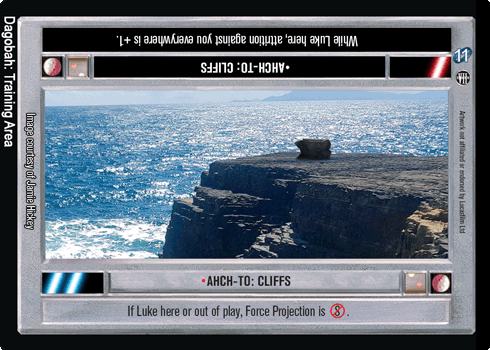 While Luke here, attrition against you everywhere is +1.
•AHCH-TO: CLIFFS
11
Dagobah: Training Area
Image courtesy of Jamie Hickey
Artwork not affiliated or endorsed by Lucasfilm Ltd
•AHCH-TO: CLIFFS
If Luke here or out of play, Force Projection is Ⓢ.